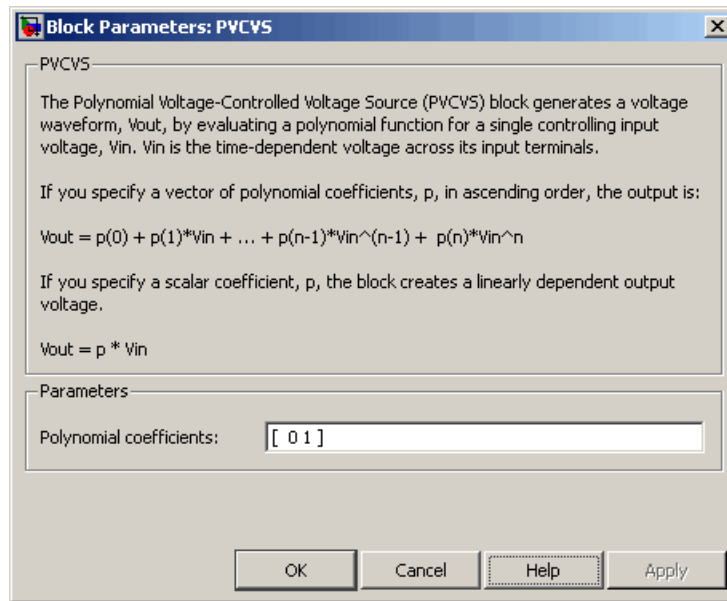 Block Parameters: PVCVS
PVCVS
The Polynomial Voltage-Controlled Voltage Source (PVCVS) block generates a voltage
waveform, Vout, by evaluating a polynomial function for a single controlling input
voltage, Vin. Vin is the time-dependent voltage across its input terminals.
If you specify a vector of polynomial coefficients, p, in ascending order, the output is:
Vout = p(0) + p(1)*Vin + ... + p(n-1)*Vin^(n-1) + p(n)*Vin^n
If you specify a scalar coefficient, p, the block creates a linearly dependent output
voltage.
Vout = p * Vin
Parameters
Polynomial coefficients: [ 0 1 ]
OK Cancel Help Apply